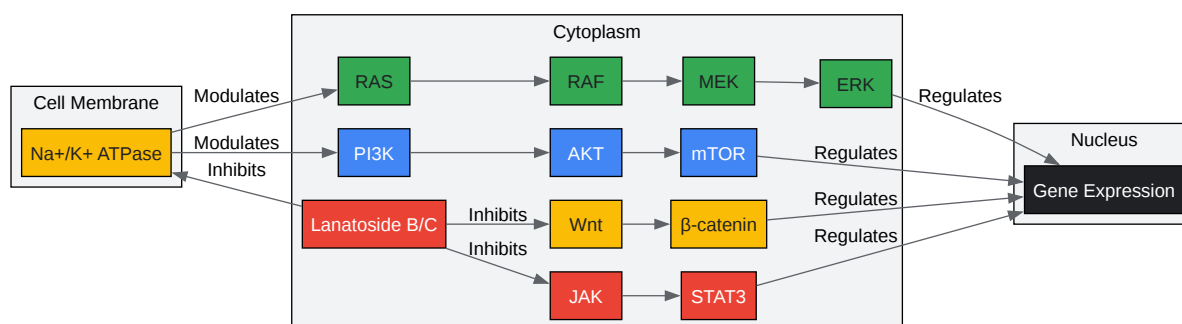 Cytoplasm
RAS
RAF
MEK
ERK
Modulates
Regulates
Cell Membrane
Na+/K+ ATPase
Modulates
PI3K
AKT
mTOR
Regulates
Nucleus
Gene Expression
Inhibits
Lanatoside B/C
Inhibits
Wnt
β-catenin
Regulates
Inhibits
JAK
STAT3
Regulates